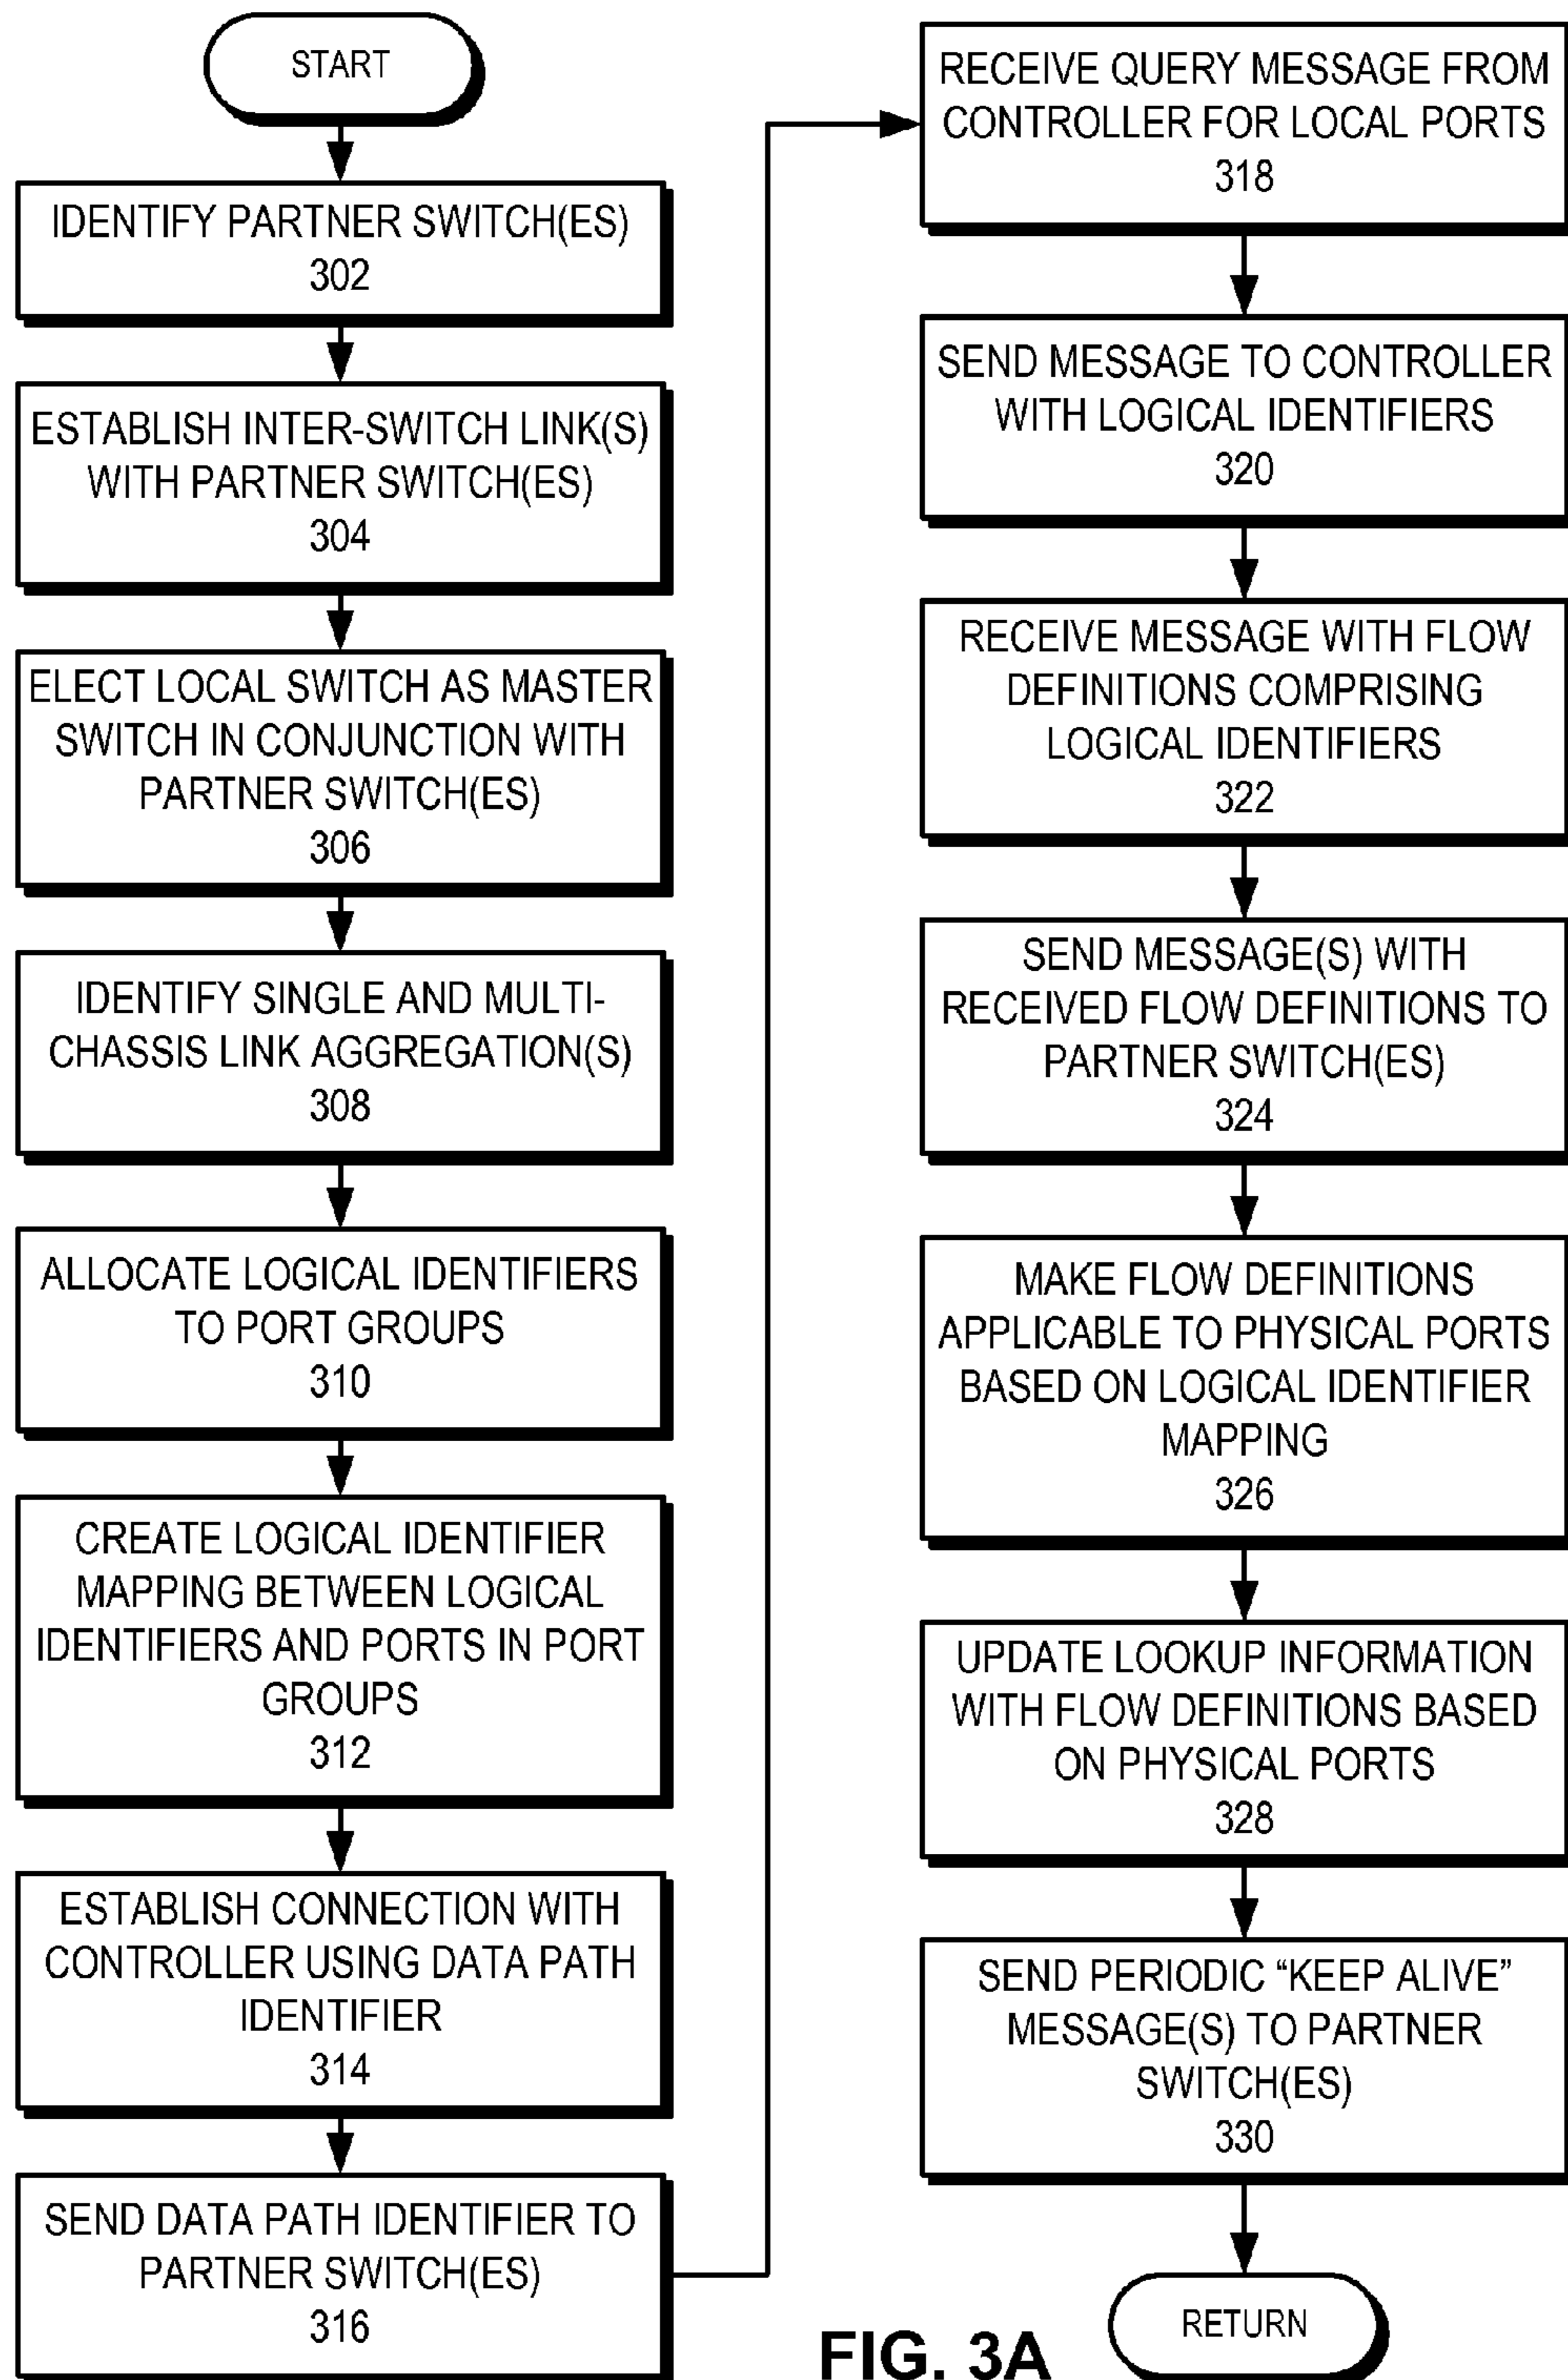 START
IDENTIFY PARTNER SWITCH(ES)
302
ESTABLISH INTER-SWITCH LINK(S)
WITH PARTNER SWITCH(ES)
304
ELECT LOCAL SWITCH AS MASTER
SWITCH IN CONJUNCTION WITH
PARTNER SWITCH(ES)
306
IDENTIFY SINGLE AND MULTI-
CHASSIS LINK AGGREGATION(S)
308
ALLOCATE LOGICAL IDENTIFIERS
TO PORT GROUPS
310
CREATE LOGICAL IDENTIFIER
MAPPING BETWEEN LOGICAL
IDENTIFIERS AND PORTS IN PORT
GROUPS
312
ESTABLISH CONNECTION WITH
CONTROLLER USING DATA PATH
IDENTIFIER
314
SEND DATA PATH IDENTIFIER TO
PARTNER SWITCH(ES)
316
RECEIVE QUERY MESSAGE FROM
CONTROLLER FOR LOCAL PORTS
318
SEND MESSAGE TO CONTROLLER
WITH LOGICAL IDENTIFIERS
320
RECEIVE MESSAGE WITH FLOW
DEFINITIONS COMPRISING
LOGICAL IDENTIFIERS
322
SEND MESSAGE(S) WITH
RECEIVED FLOW DEFINITIONS TO
PARTNER SWITCH(ES)
324
MAKE FLOW DEFINITIONS
APPLICABLE TO PHYSICAL PORTS
BASED ON LOGICAL IDENTIFIER
MAPPING
326
UPDATE LOOKUP INFORMATION
WITH FLOW DEFINITIONS BASED
ON PHYSICAL PORTS
328
SEND PERIODIC “KEEP ALIVE”
MESSAGE(S) TO PARTNER
SWITCH(ES)
330
RETURN
FIG. 3A